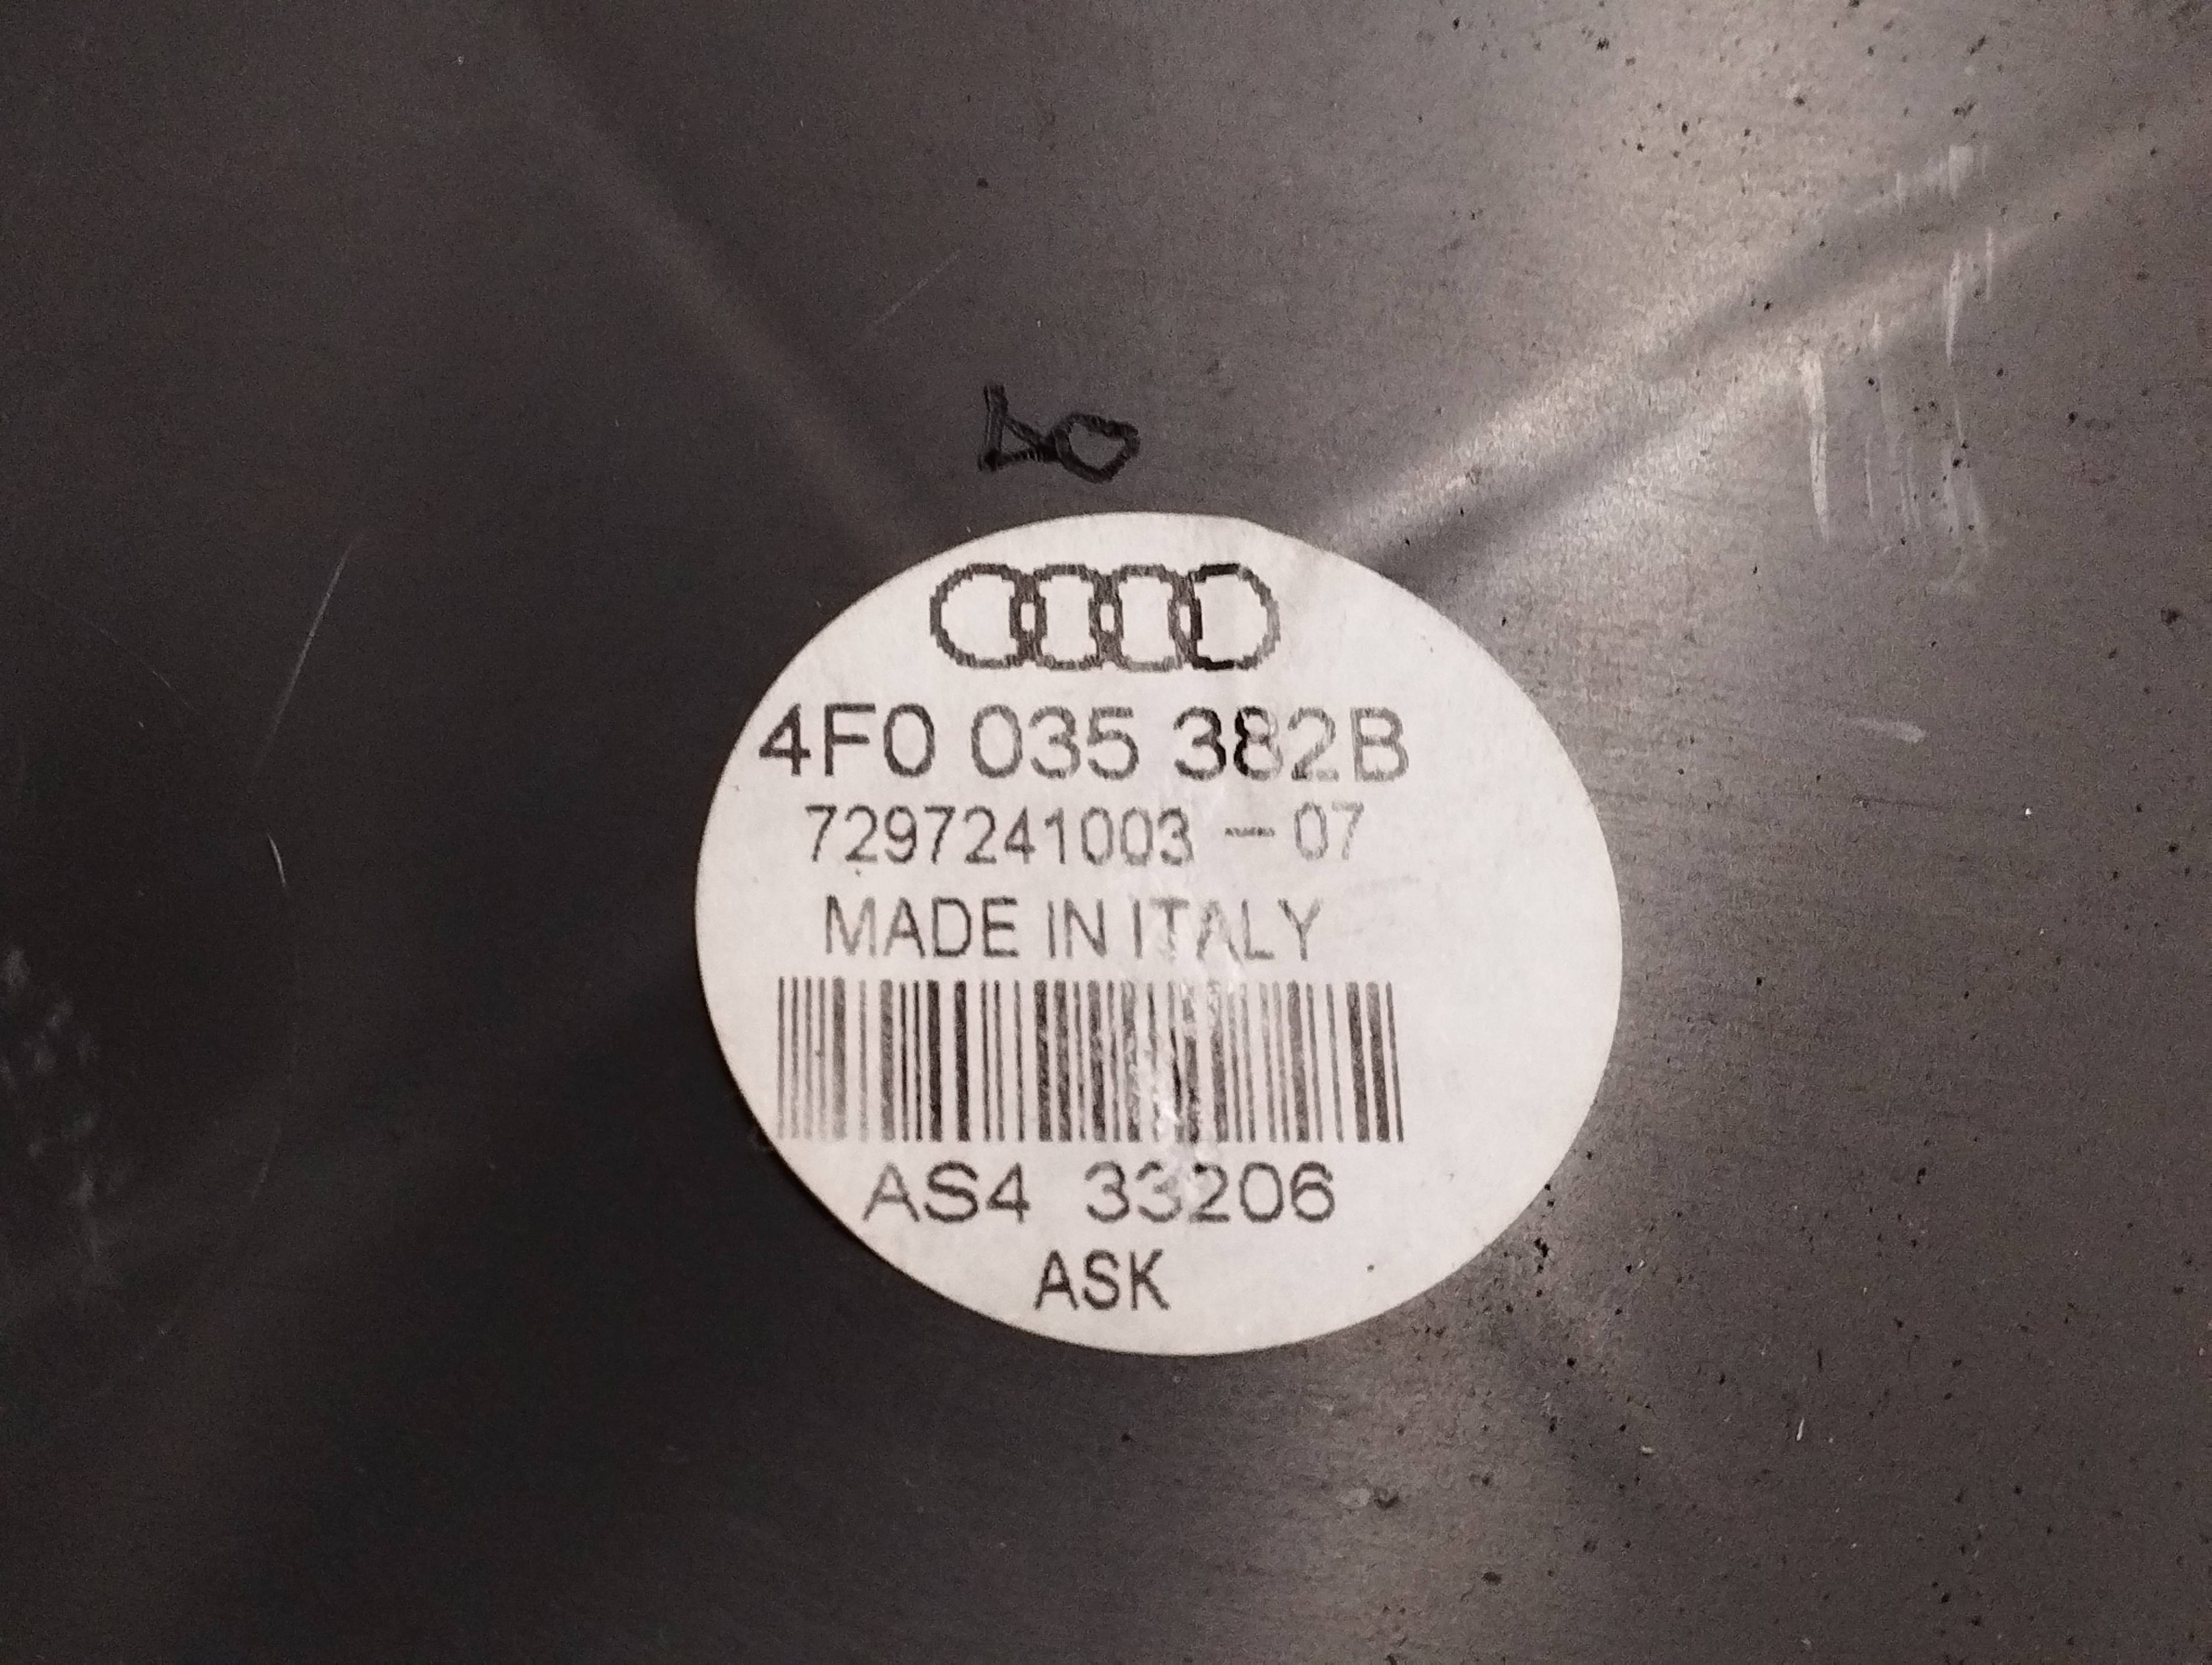 4F0 035 382B
7297241003 - 07
MADE IN ITALY
AS4 33206
ASK